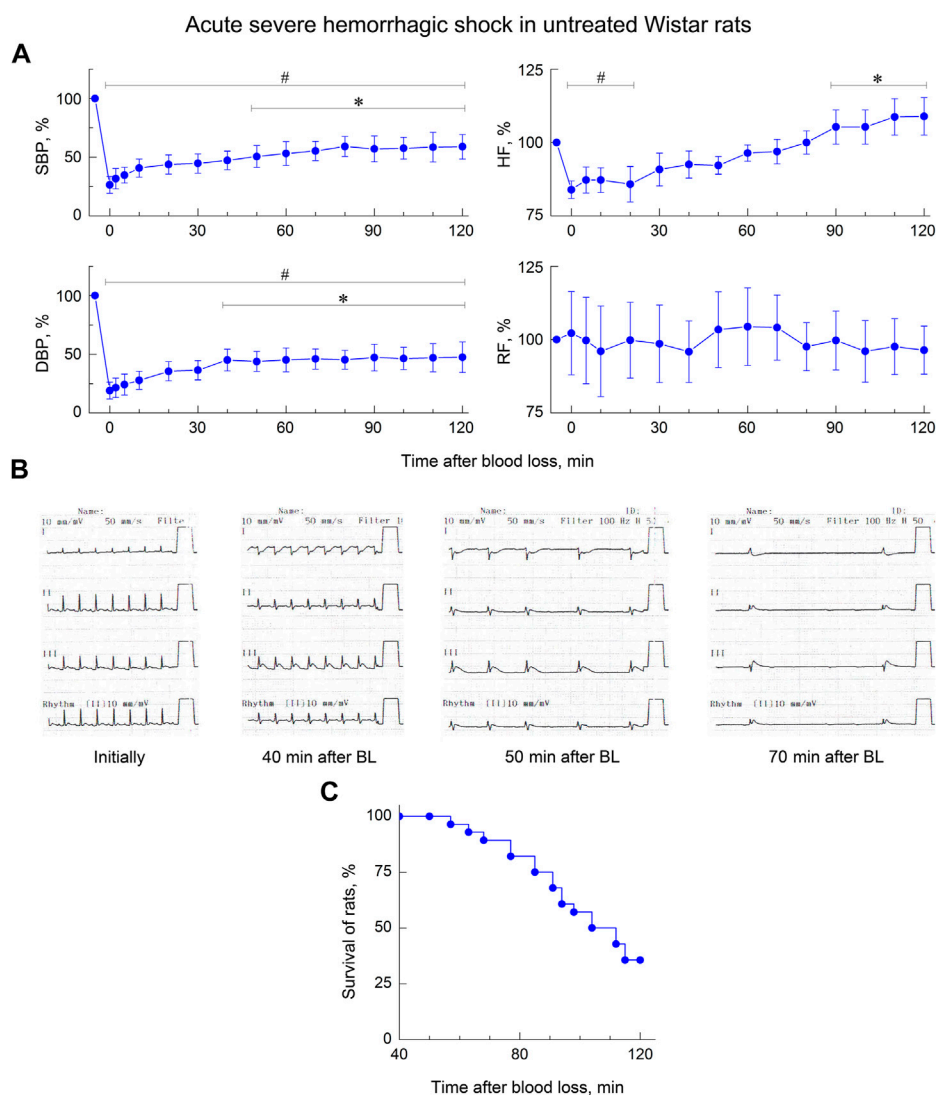 Acute severe hemorrhagic shock in untreated Wistar rats
A
SBP, %
100
50
0
#
*
0 30 60 90 120
HF, %
125
100
75
#
*
0 30 60 90 120
DBP, %
100
50
0
#
*
0 30 60 90 120
RF, %
125
100
75
0 30 60 90 120
Time after blood loss, min
B
Name:
10 mm/mV 50 mm/s Filte
I
II
III
Rhythm (II)10 mm/mV
Initially
Name:
10 mm/mV 50 mm/s Filter
I
II
III
Rhythm (II)10 mm/mV
40 min after BL
Name: ID:
10 mm/mV 50 mm/s Filter 100 Hz H
I
II
III
Rhythm (II)10 mm/mV
50 min after BL
Name: ID:
10 mm/mV 50 mm/s Filter 100 Hz H 50
I
II
III
Rhythm (II)10 mm/mV
70 min after BL
C
Survival of rats, %
100
75
50
25
0
40 80 120
Time after blood loss, min